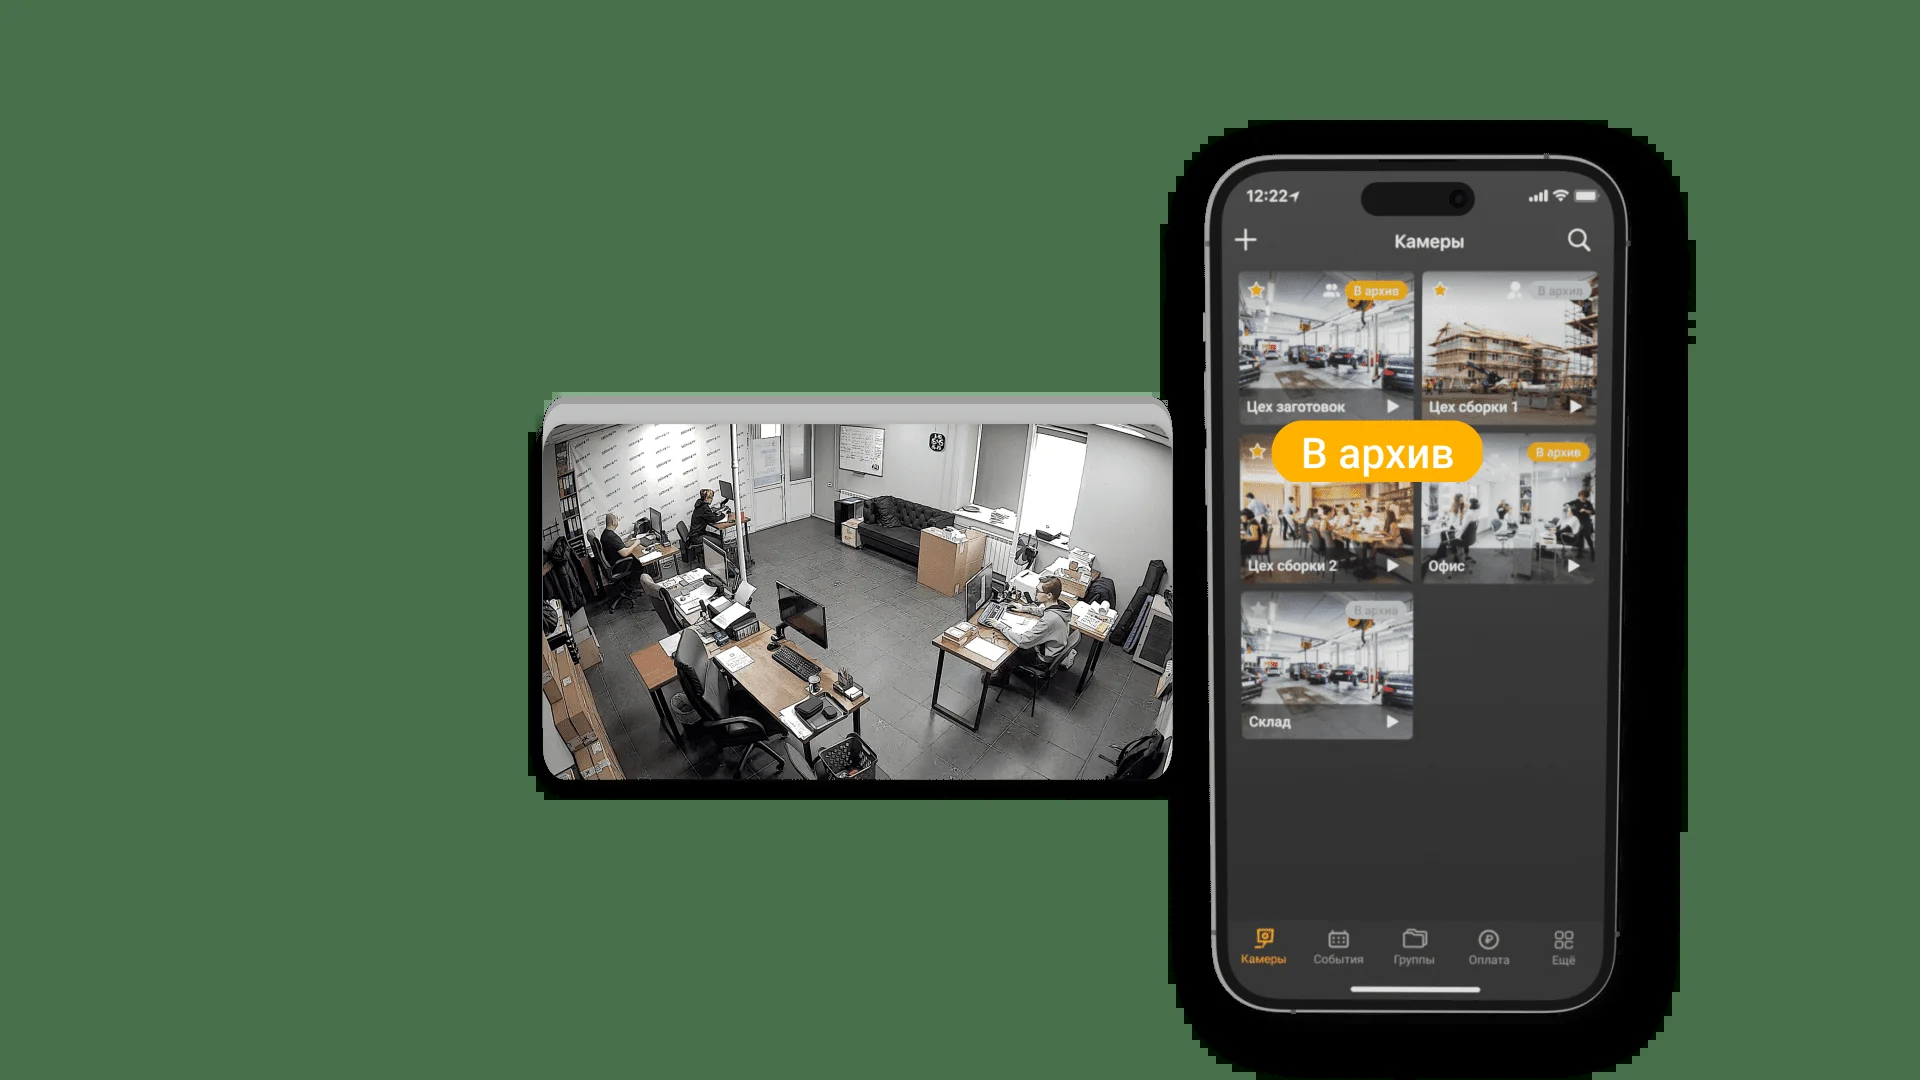 12:22
Камеры
В архив
В архив
Цех заготовок
Цех сборки 1
В архив
В архив
Цех сборки 2
Офис
В архив
Склад
Камеры
События
Группы
Оплата
Ещё